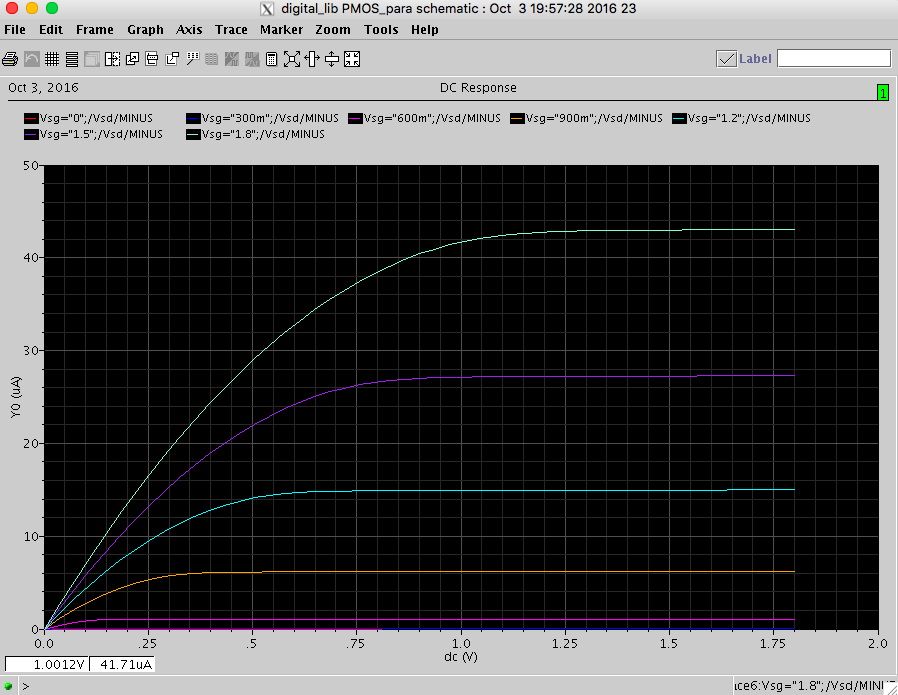 digital_lib PMOS_para schematic : Oct 3 19:57:28 2016 23
File Edit Frame Graph Axis Trace Marker Zoom Tools Help
Label
Oct 3, 2016 DC Response 1
Vsg="0";/Vsd/MINUS Vsg="300m";/Vsd/MINUS Vsg="600m";/Vsd/MINUS Vsg="900m";/Vsd/MINUS Vsg="1.2";/Vsd/MINUS
Vsg="1.5";/Vsd/MINUS Vsg="1.8";/Vsd/MINUS
50
40
30
Y0 (uA)
20
10
0
0.0 .25 .5 .75 1.0 1.25 1.5 1.75 2.0
dc (V)
1.0012V 41.71uA
> ace6:Vsg="1.8";/Vsd/MINU